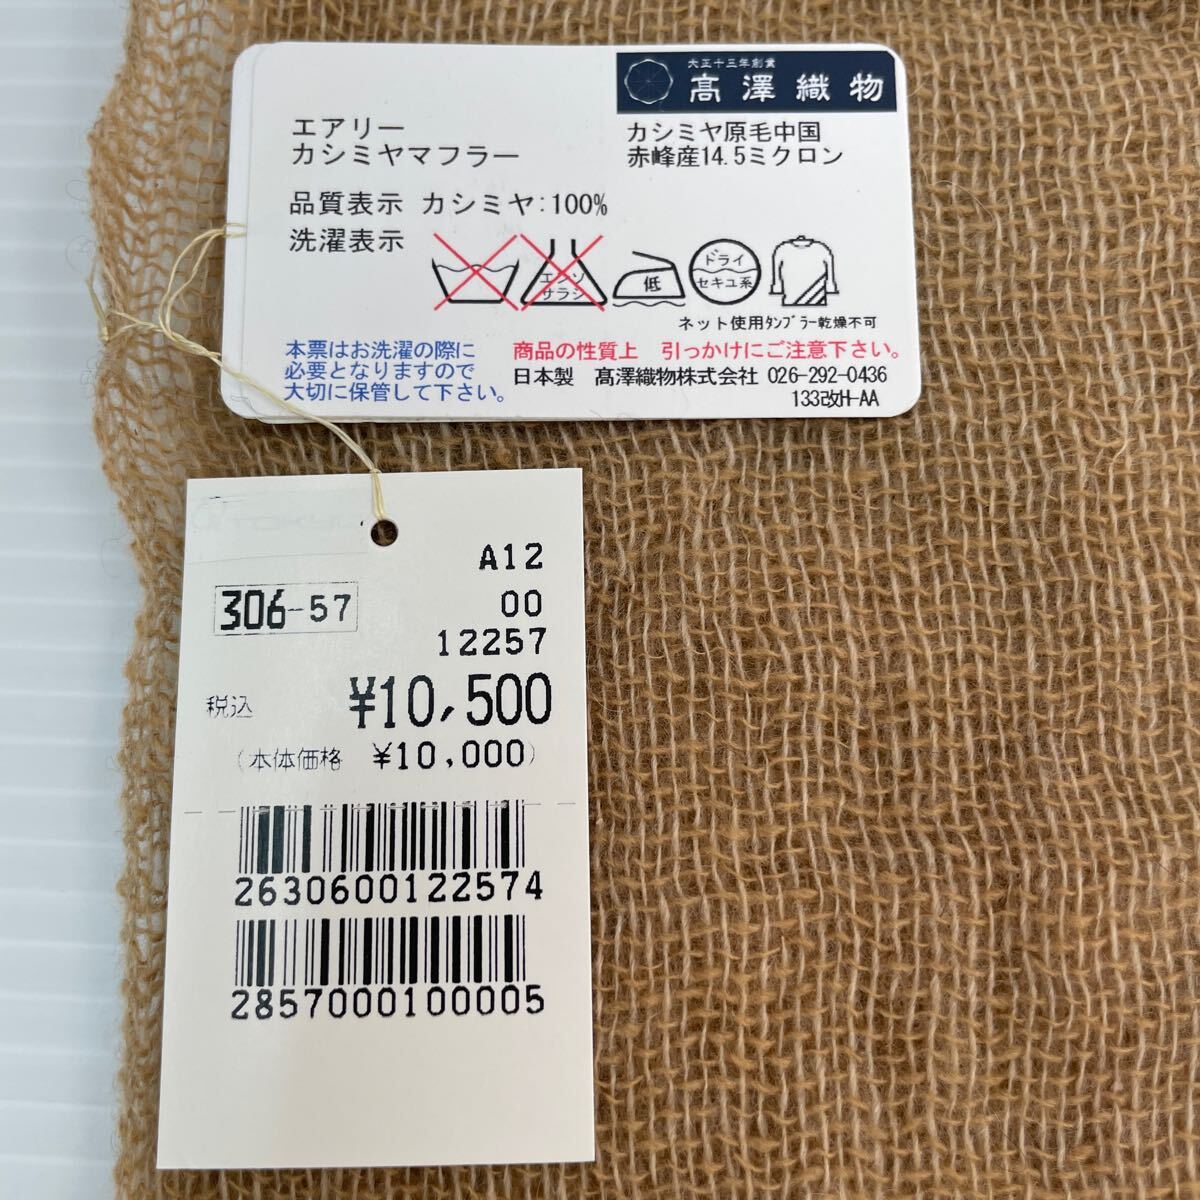 大正十三年創業
髙澤織物
エアリー
カシミヤマフラー
カシミヤ原毛中国
赤峰産14.5ミクロン
品質表示 カシミヤ:100%
洗濯表示
エンソ
サラシ
低
ドライ
セキユ系
ネット使用ﾀﾝﾌﾞﾗｰ乾燥不可
本票はお洗濯の際に
必要となりますので
大切に保管して下さい。
商品の性質上 引っかけにご注意下さい。
日本製 髙澤織物株式会社 026-292-0436
133改H-AA
A12
306-57
00
12257
税込 ¥10,500
(本体価格 ¥10,000)
2630600122574
2857000100005